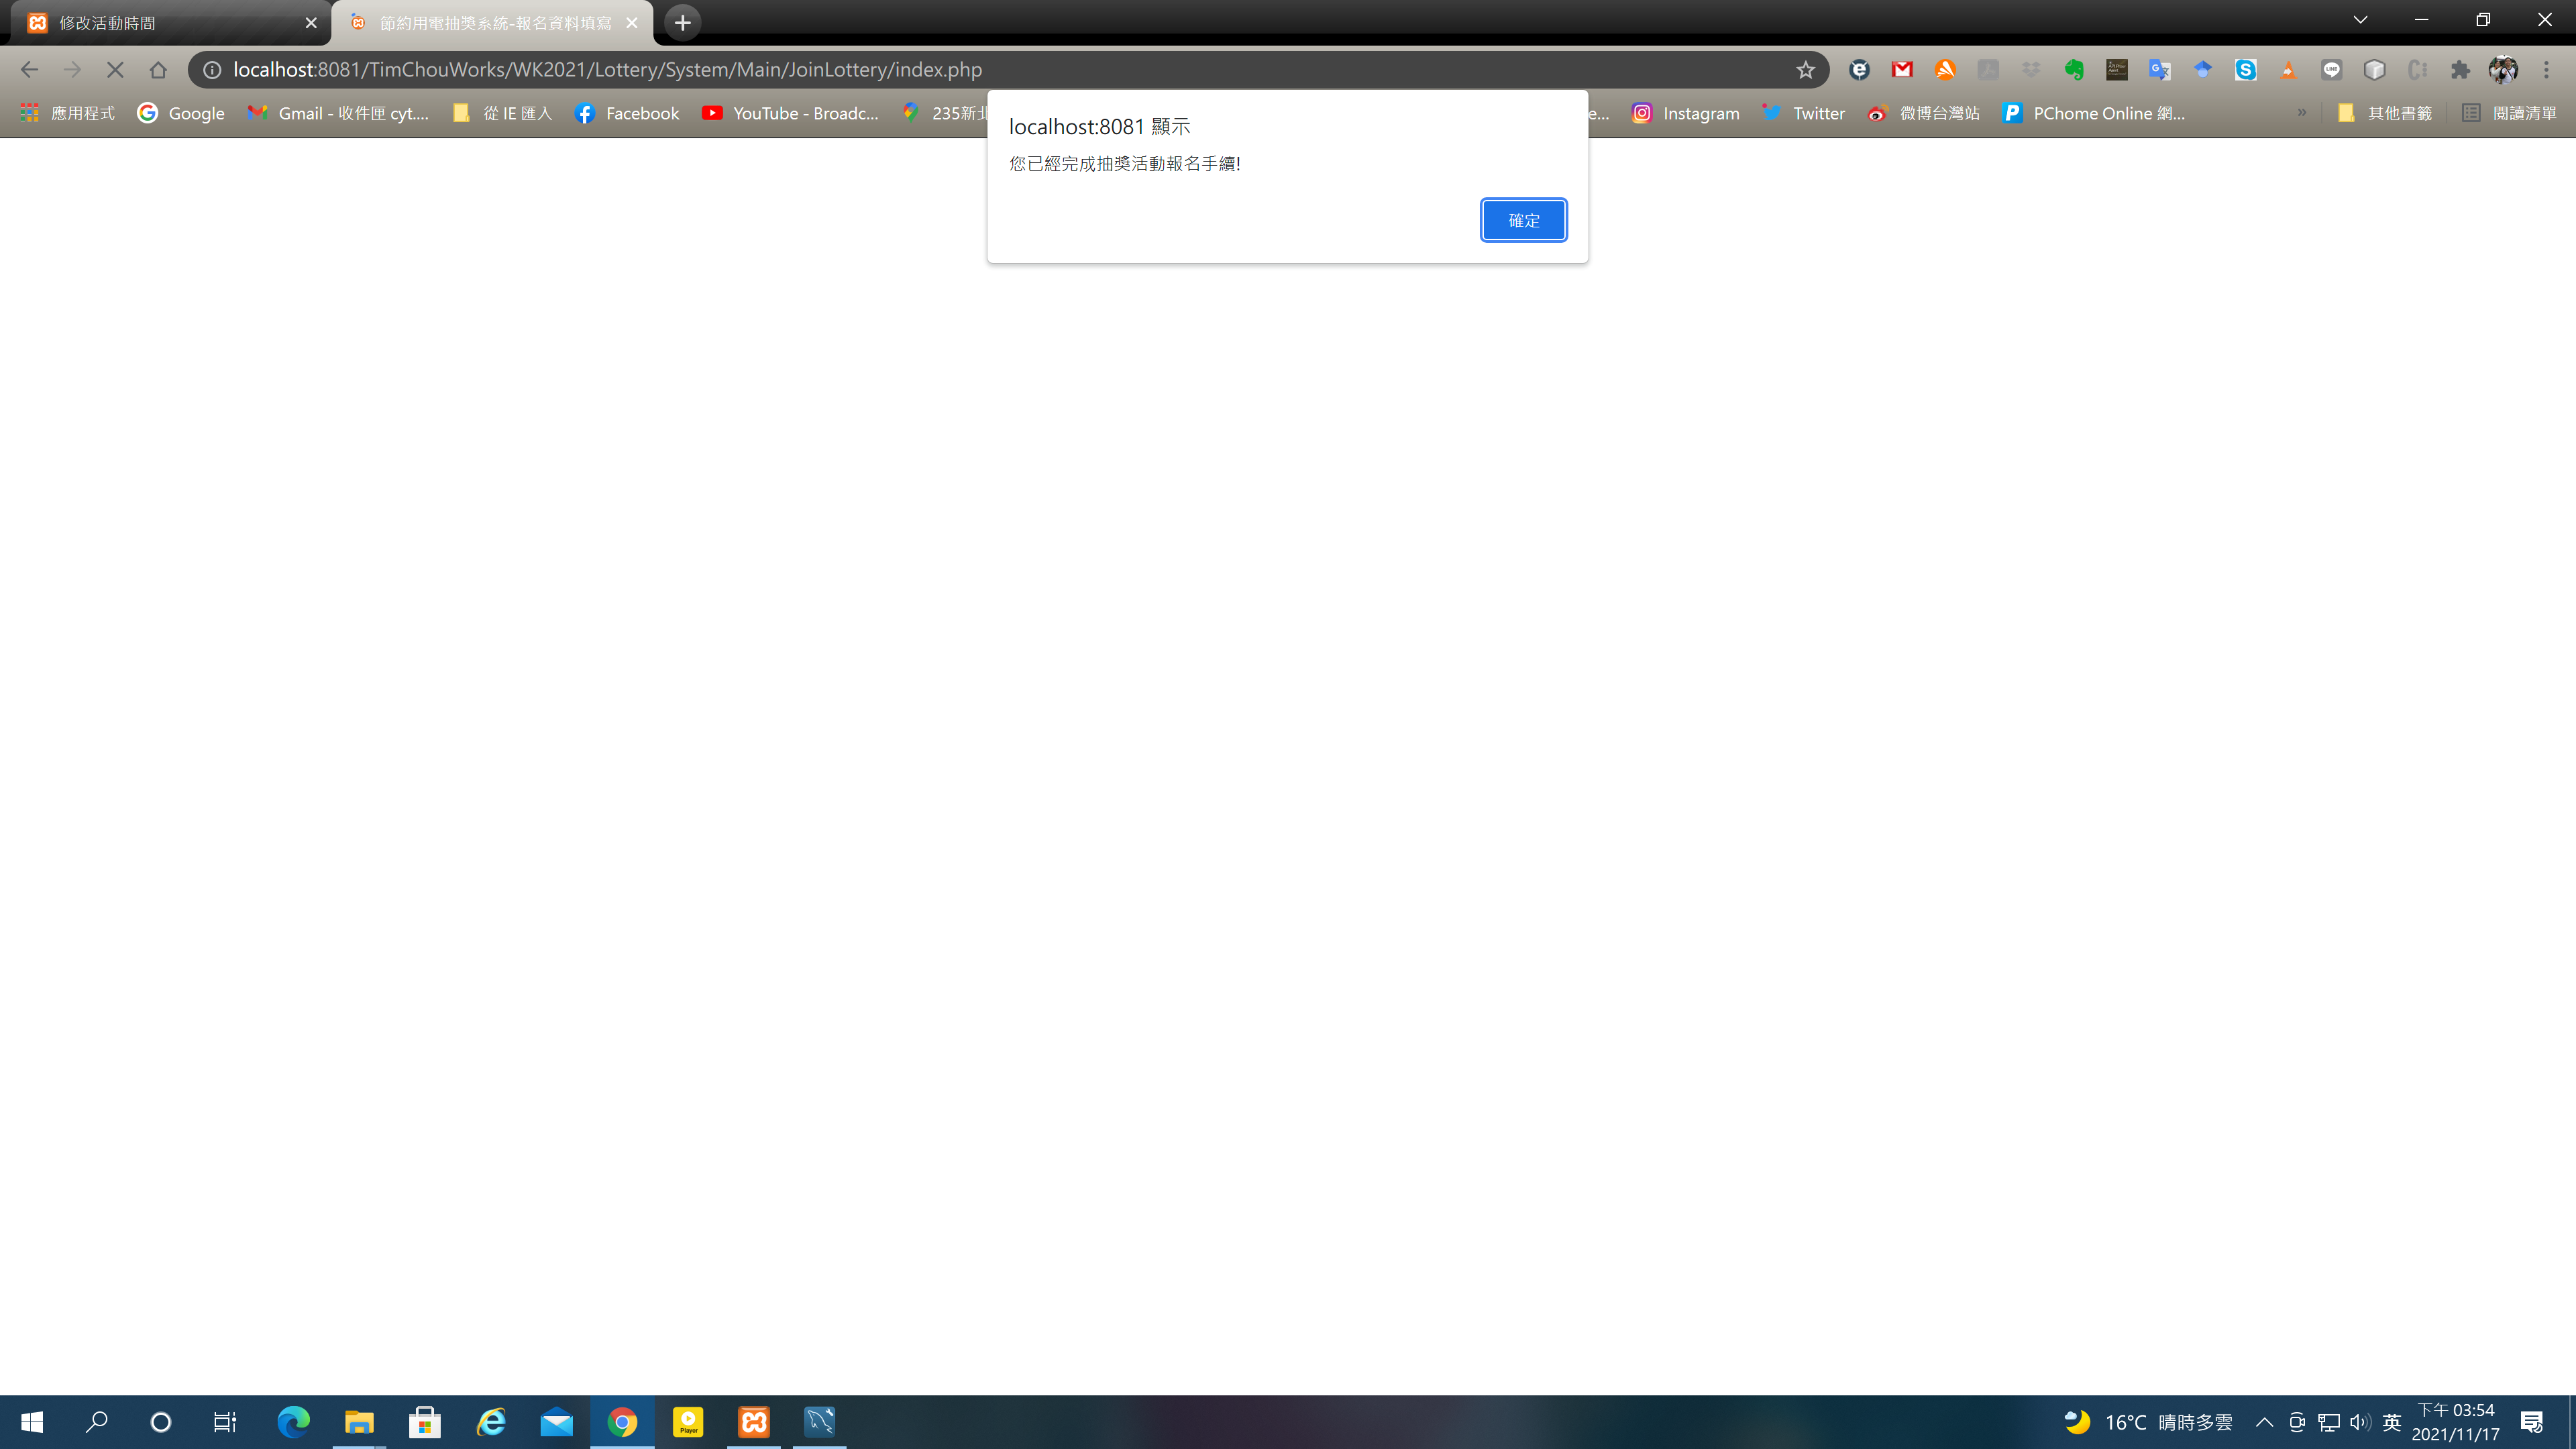 修改活動時間
節約用電抽獎系統-報名資料填寫
localhost:8081/TimChouWorks/WK2021/Lottery/System/Main/JoinLottery/index.php
應用程式
Google
Gmail - 收件匣 cyt....
從 IE 匯入
Facebook
YouTube - Broadc...
235新北
e...
Instagram
Twitter
微博台灣站
PChome Online 網...
»
其他書籤
閱讀清單
localhost:8081 顯示
您已經完成抽獎活動報名手續!
確定
Player
16°C 晴時多雲
英
下午 03:54
2021/11/17